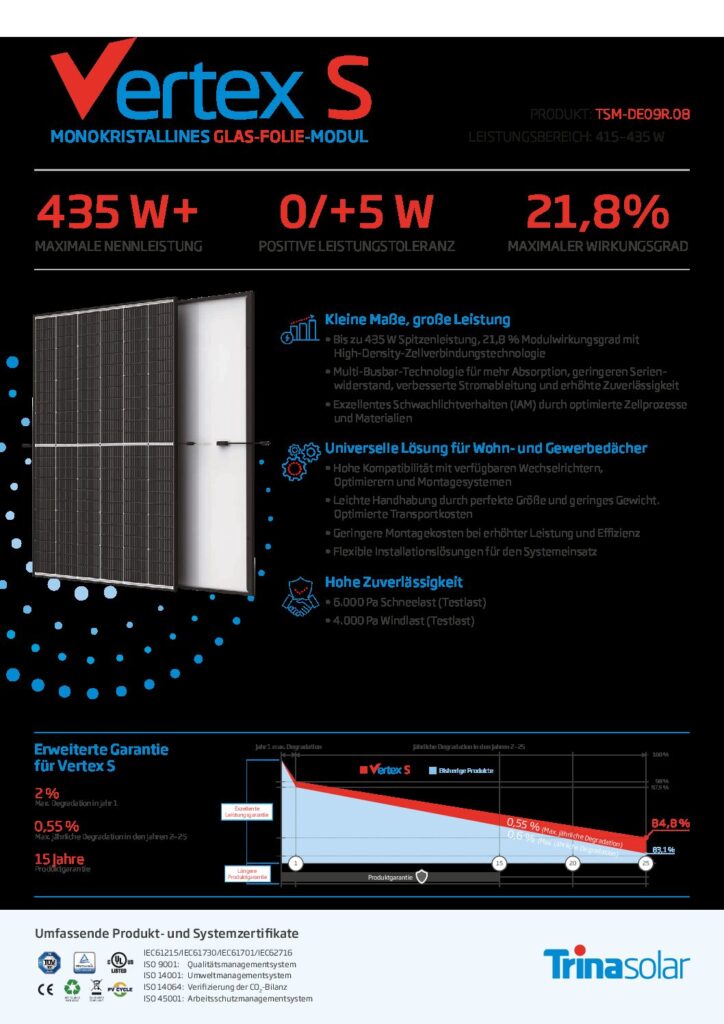 Vertex S
MONOKRISTALLINES GLAS-FOLIE-MODUL
PRODUKT: TSM-DE09R.08
LEISTUNGSBEREICH: 415–435 W
435 W+
MAXIMALE NENNLEISTUNG
0/+5 W
POSITIVE LEISTUNGSTOLERANZ
21,8%
MAXIMALER WIRKUNGSGRAD
Kleine Maße, große Leistung
• Bis zu 435 W Spitzenleistung, 21,8 % Modulwirkungsgrad mit
High-Density-Zellverbindungstechnologie
• Multi-Busbar-Technologie für mehr Absorption, geringeren Serien-
widerstand, verbesserte Stromableitung und erhöhte Zuverlässigkeit
• Exzellentes Schwachlichtverhalten (IAM) durch optimierte Zellprozesse
und Materialien
Universelle Lösung für Wohn- und Gewerbedächer
• Hohe Kompatibilität mit verfügbaren Wechselrichtern,
Optimierern und Montagesystemen
• Leichte Handhabung durch perfekte Größe und geringes Gewicht.
Optimierte Transportkosten
• Geringere Montagekosten bei erhöhter Leistung und Effizienz
• Flexible Installationslösungen für den Systemeinsatz
Hohe Zuverlässigkeit
• 6.000 Pa Schneelast (Testlast)
• 4.000 Pa Windlast (Testlast)
Erweiterte Garantie
für Vertex S
2 %
Max. Degradation in Jahr 1
0,55 %
Max. jährliche Degradation in den Jahren 2–25
15 Jahre
Produktgarantie
Jahr 1 max. Degradation
Jährliche Degradation in den Jahren 2–25
Vertex S
Bisherige Produkte
100 %
98 %
97,5 %
Exzellente
Leistungsgarantie
0,55 % (Max. jährliche Degradation)
0,6 % (Max. jährliche Degradation)
84,8 %
83,1 %
1
15
20
25
Längere
Produktgarantie
Produktgarantie
Umfassende Produkt- und Systemzertifikate
IEC61215/IEC61730/IEC61701/IEC62716
ISO 9001: Qualitätsmanagementsystem
ISO 14001: Umweltmanagementsystem
ISO 14064: Verifizierung der CO₂-Bilanz
ISO 45001: Arbeitsschutzmanagementsystem
UL
LISTED
CE
PV CYCLE
Trinasolar